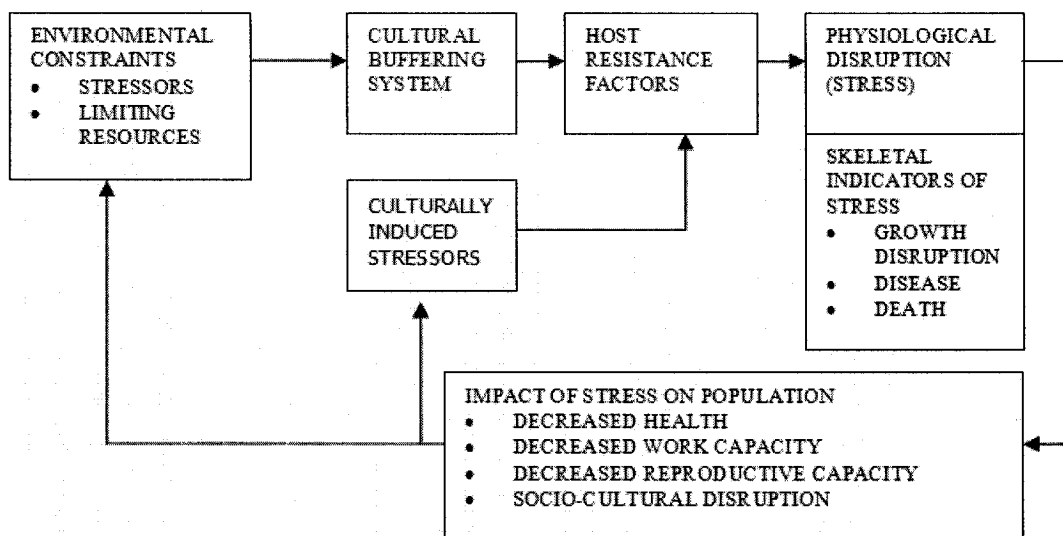 ENVIRONMENTAL
CONSTRAINTS
• STRESSORS
• LIMITING
RESOURCES
CULTURAL
BUFFERING
SYSTEM
HOST
RESISTANCE
FACTORS
PHYSIOLOGICAL
DISRUPTION
(STRESS)
SKELETAL
INDICATORS OF
STRESS
• GROWTH
DISRUPTION
• DISEASE
• DEATH
CULTURALLY
INDUCED
STRESSORS
IMPACT OF STRESS ON POPULATION
• DECREASED HEALTH
• DECREASED WORK CAPACITY
• DECREASED REPRODUCTIVE CAPACITY
• SOCIO-CULTURAL DISRUPTION